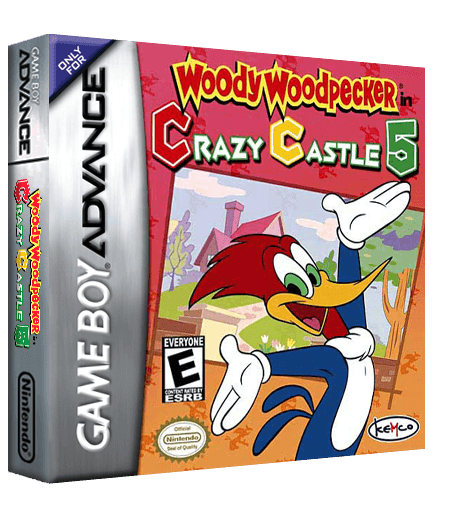 GAME BOY
ADVANCE
Woody Woodpecker
in
CRAZY CASTLE 5
Nintendo®
ONLY
FOR
GAME BOY ADVANCE
Woody Woodpecker® in
CRAZY CASTLE 5
EVERYONE
E
CONTENT RATED BY
ESRB
Official
Nintendo
Seal of Quality
KEMCO